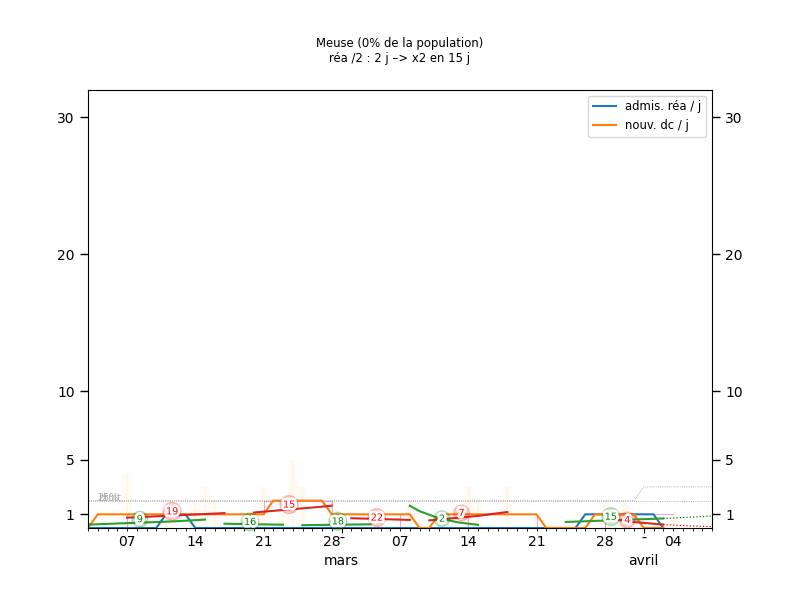 Meuse (0% de la population)
réa /2 : 2 j –> x2 en 15 j
admis. réa / j
nouv. dc / j
30 30
20 20
10 10
5 5
1 1
9 19 16 15 18 22 2 7 15 4
07 14 21 28 - 07 14 21 28 - 04
mars avril